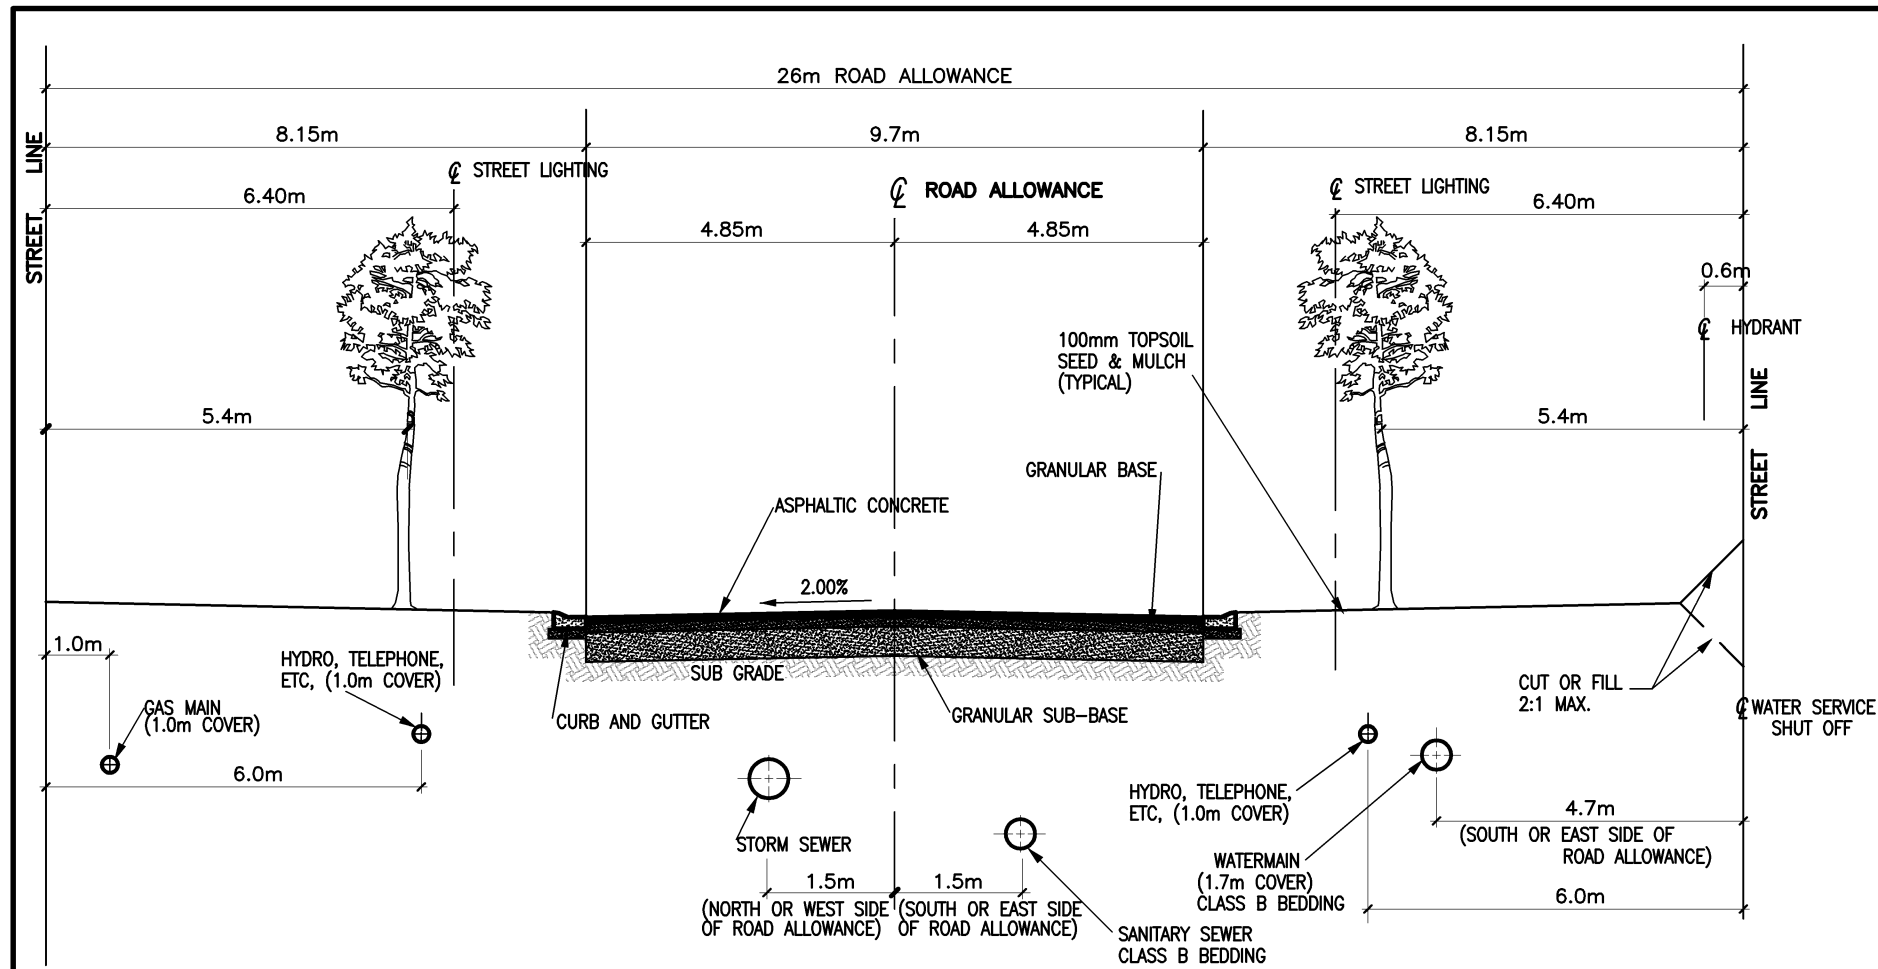 26m ROAD ALLOWANCE
8.15m
9.7m
8.15m
STREET LINE
℄ STREET LIGHTING
℄ ROAD ALLOWANCE
℄ STREET LIGHTING
6.40m
6.40m
4.85m
4.85m
0.6m
℄ HYDRANT
100mm TOPSOIL
SEED & MULCH
(TYPICAL)
STREET LINE
5.4m
5.4m
GRANULAR BASE
ASPHALTIC CONCRETE
2.00%
1.0m
HYDRO, TELEPHONE,
ETC, (1.0m COVER)
SUB GRADE
GAS MAIN
(1.0m COVER)
CURB AND GUTTER
GRANULAR SUB-BASE
CUT OR FILL
2:1 MAX.
℄ WATER SERVICE
SHUT OFF
6.0m
HYDRO, TELEPHONE,
ETC, (1.0m COVER)
4.7m
(SOUTH OR EAST SIDE OF
ROAD ALLOWANCE)
STORM SEWER
WATERMAIN
(1.7m COVER)
CLASS B BEDDING
1.5m
1.5m
(NORTH OR WEST SIDE
OF ROAD ALLOWANCE)
(SOUTH OR EAST SIDE
OF ROAD ALLOWANCE)
6.0m
SANITARY SEWER
CLASS B BEDDING